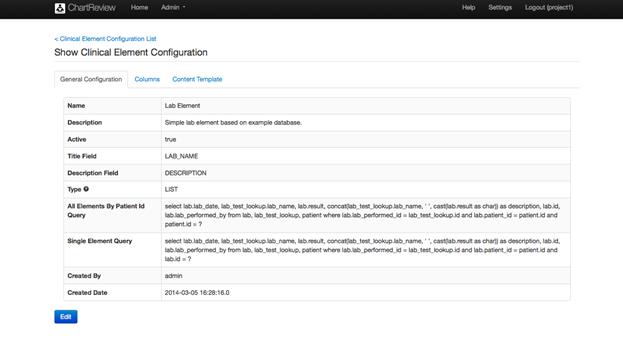 ChartReview Home Admin Help Settings Logout (project1)
< Clinical Element Configuration List
Show Clinical Element Configuration
General Configuration Columns Content Template
Name Lab Element
Description Simple lab element based on example database.
Active true
Title Field LAB_NAME
Description Field DESCRIPTION
Type LIST
All Elements By Patient Id select lab.lab_date, lab_test_lookup.lab_name, lab.result, concat(lab_test_lookup.lab_name, ' ', cast(lab.result as char)) as description, lab.id,
Query lab.lab_performed_by from lab, lab_test_lookup, patient where lab.lab_performed_id = lab_test_lookup.id and lab.patient_id = patient.id and
patient.id = ?
Single Element Query select lab.lab_date, lab_test_lookup.lab_name, lab.result, concat(lab_test_lookup.lab_name, ' ', cast(lab.result as char)) as description, lab.id,
lab.lab_performed_by from lab, lab_test_lookup, patient where lab.lab_performed_id = lab_test_lookup.id and lab.patient_id = patient.id and
lab.id = ?
Created By admin
Created Date 2014-03-05 16:28:16.0
Edit